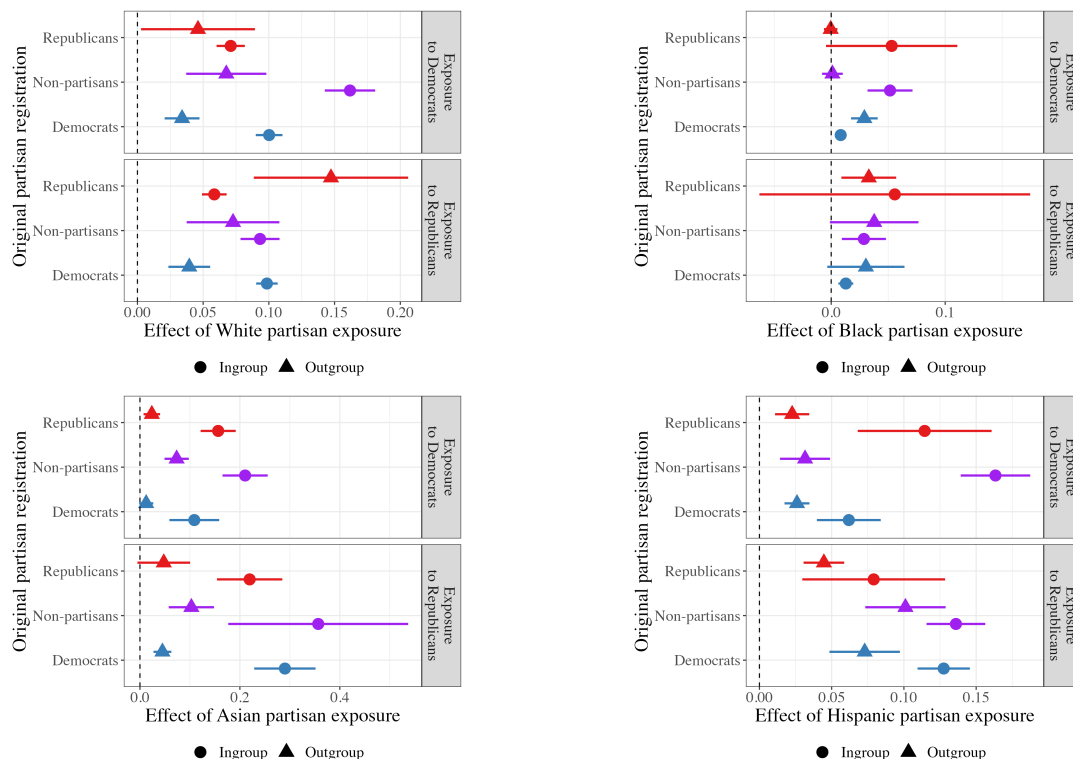 Original partisan registration
Republicans
Non-partisans
Democrats
Exposure
to Democrats
Republicans
Non-partisans
Democrats
Exposure
to Republicans
0.00 0.05 0.10 0.15 0.20
Effect of White partisan exposure
Ingroup Outgroup
Original partisan registration
Republicans
Non-partisans
Democrats
Exposure
to Democrats
Republicans
Non-partisans
Democrats
Exposure
to Republicans
0.0 0.1
Effect of Black partisan exposure
Ingroup Outgroup
Original partisan registration
Republicans
Non-partisans
Democrats
Exposure
to Democrats
Republicans
Non-partisans
Democrats
Exposure
to Republicans
0.0 0.2 0.4
Effect of Asian partisan exposure
Ingroup Outgroup
Original partisan registration
Republicans
Non-partisans
Democrats
Exposure
to Democrats
Republicans
Non-partisans
Democrats
Exposure
to Republicans
0.00 0.05 0.10 0.15
Effect of Hispanic partisan exposure
Ingroup Outgroup